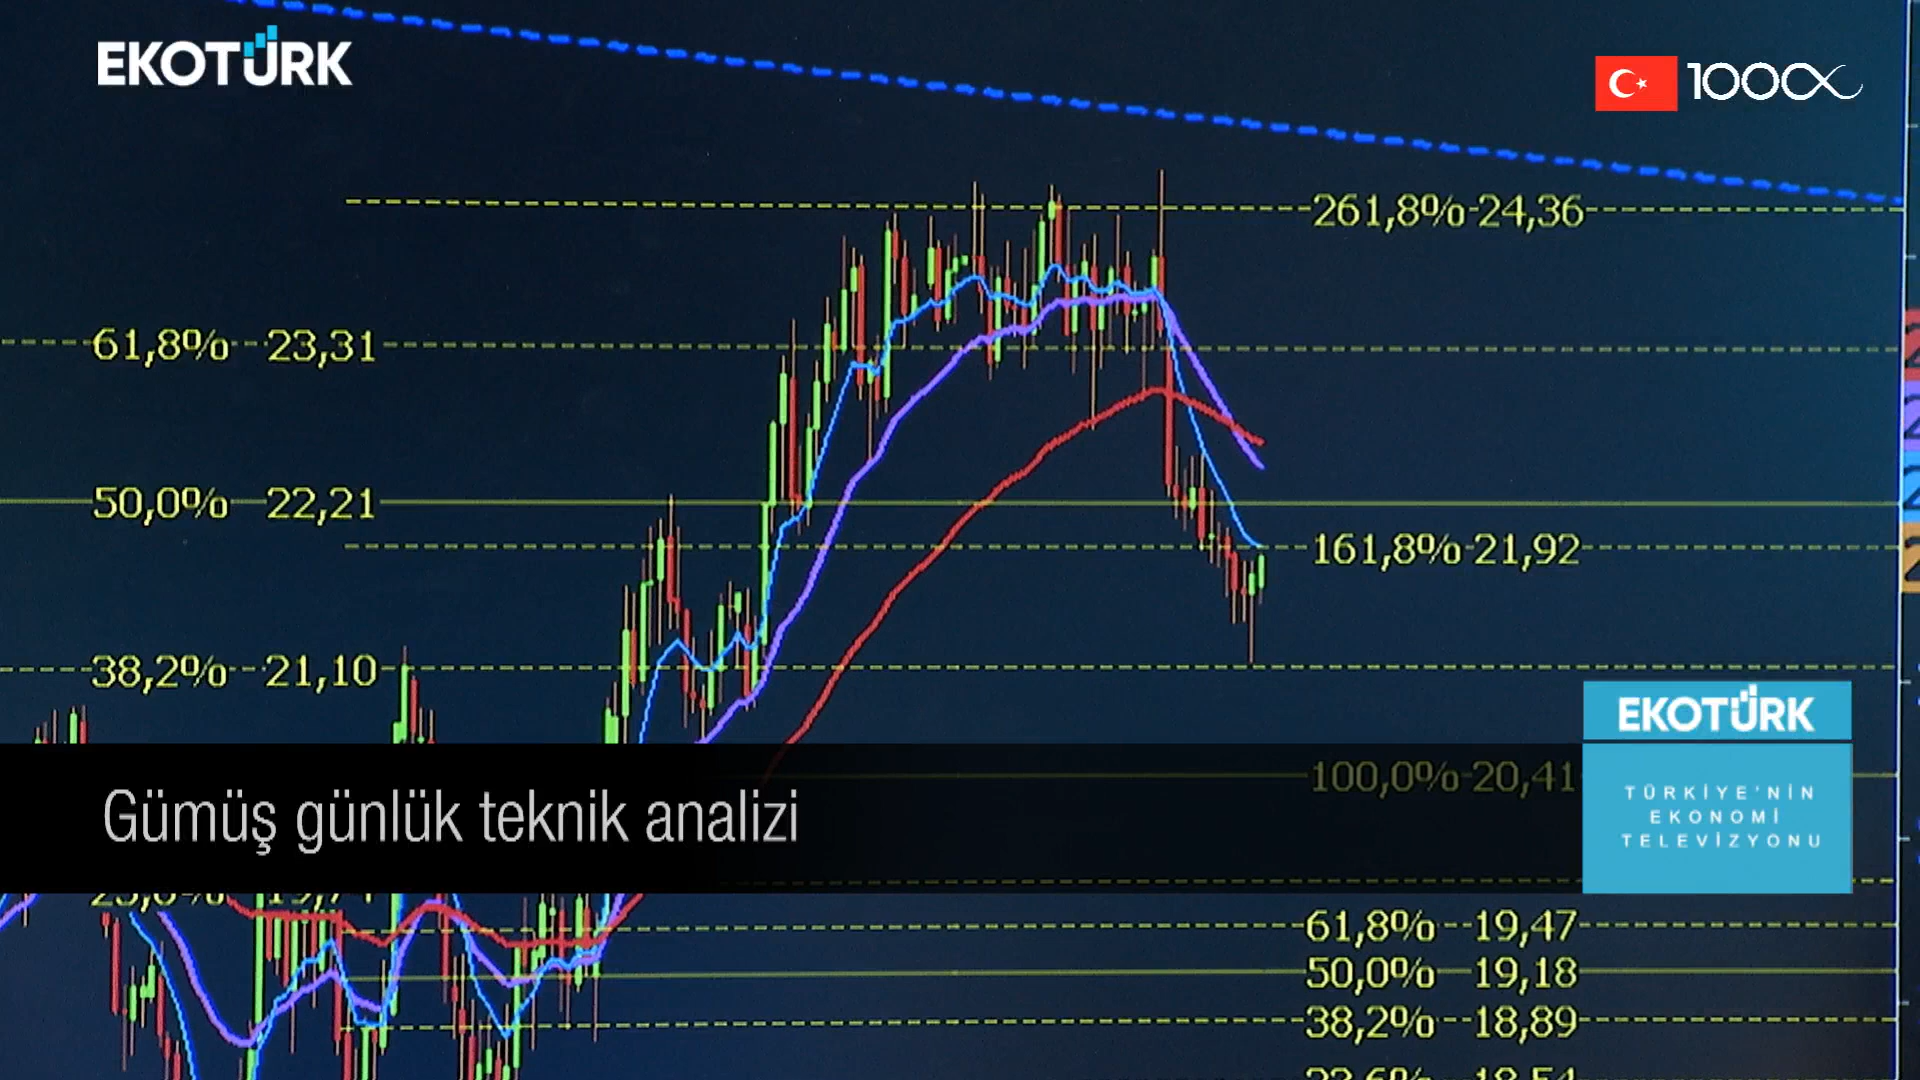 EKOTÜRK
100
261,8% 24,36
61,8% 23,31
50,0% 22,21
161,8% 21,92
38,2% 21,10
EKOTÜRK
100,0% 20,41
TÜRKİYE'NİN
EKONOMİ
TELEVİZYONU
Gümüş günlük teknik analizi
61,8% 19,47
50,0% 19,18
38,2% 18,89